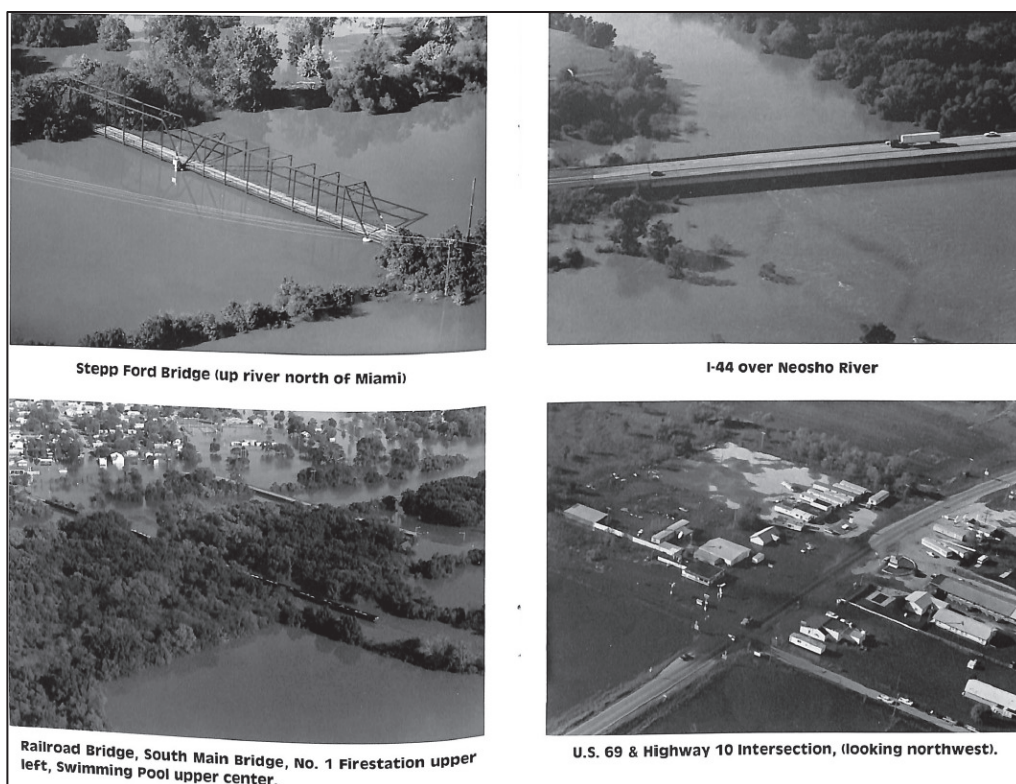 Stepp Ford Bridge (up river north of Miami)
I-44 over Neosho River
Railroad Bridge, South Main Bridge, No. 1 Firestation upper
left, Swimming Pool upper center.
U.S. 69 & Highway 10 Intersection, (looking northwest).